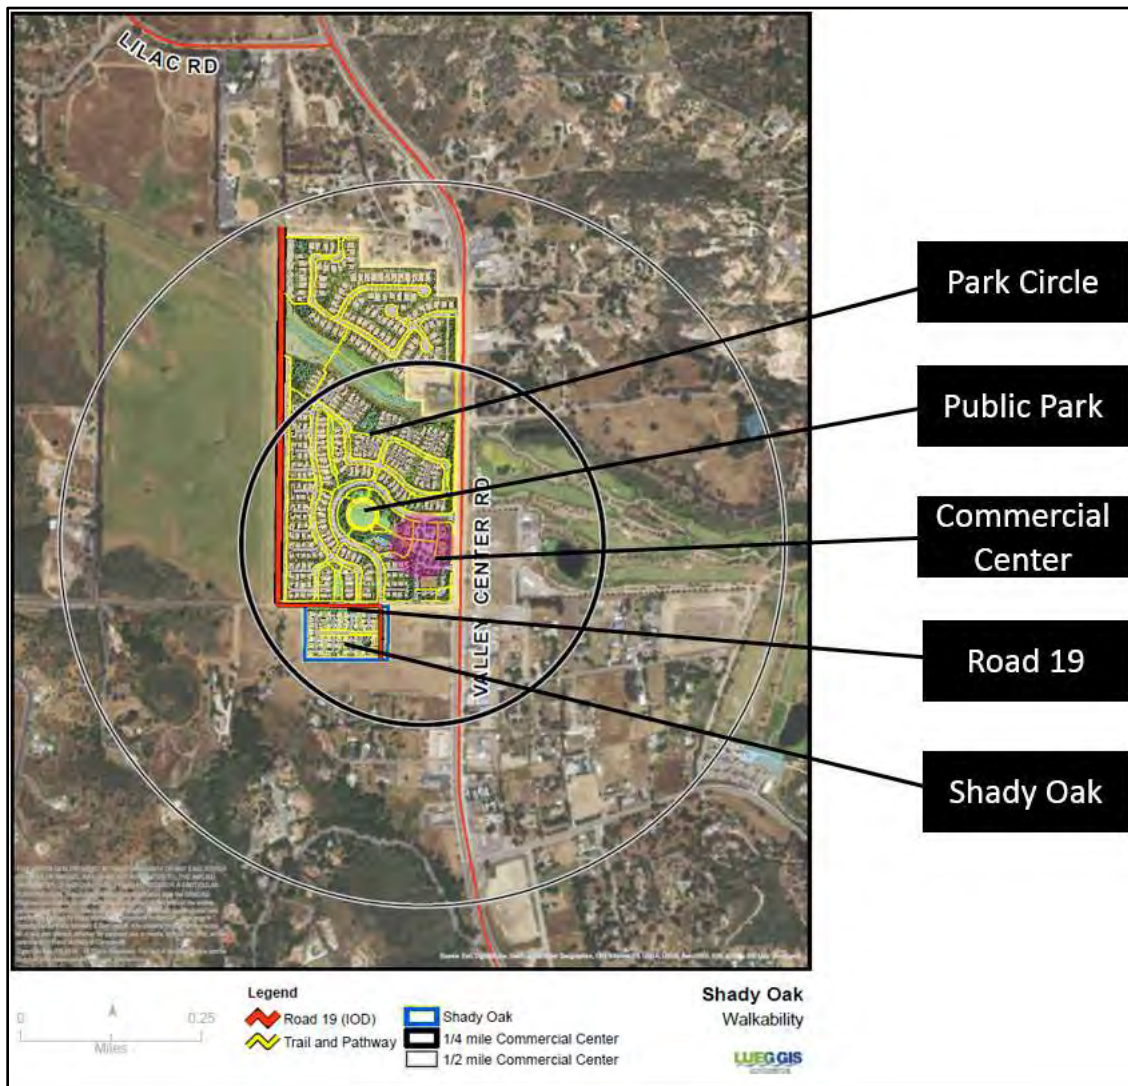 LILAC RD
Park Circle
Public Park
Commercial
Center
VALLEY CENTER RD
Road 19
Shady Oak
Legend
Road 19 (IOD)
Trail and Pathway
Shady Oak
1/4 mile Commercial Center
1/2 mile Commercial Center
0 0.25
Miles
Shady Oak
Walkability
LUEG GIS